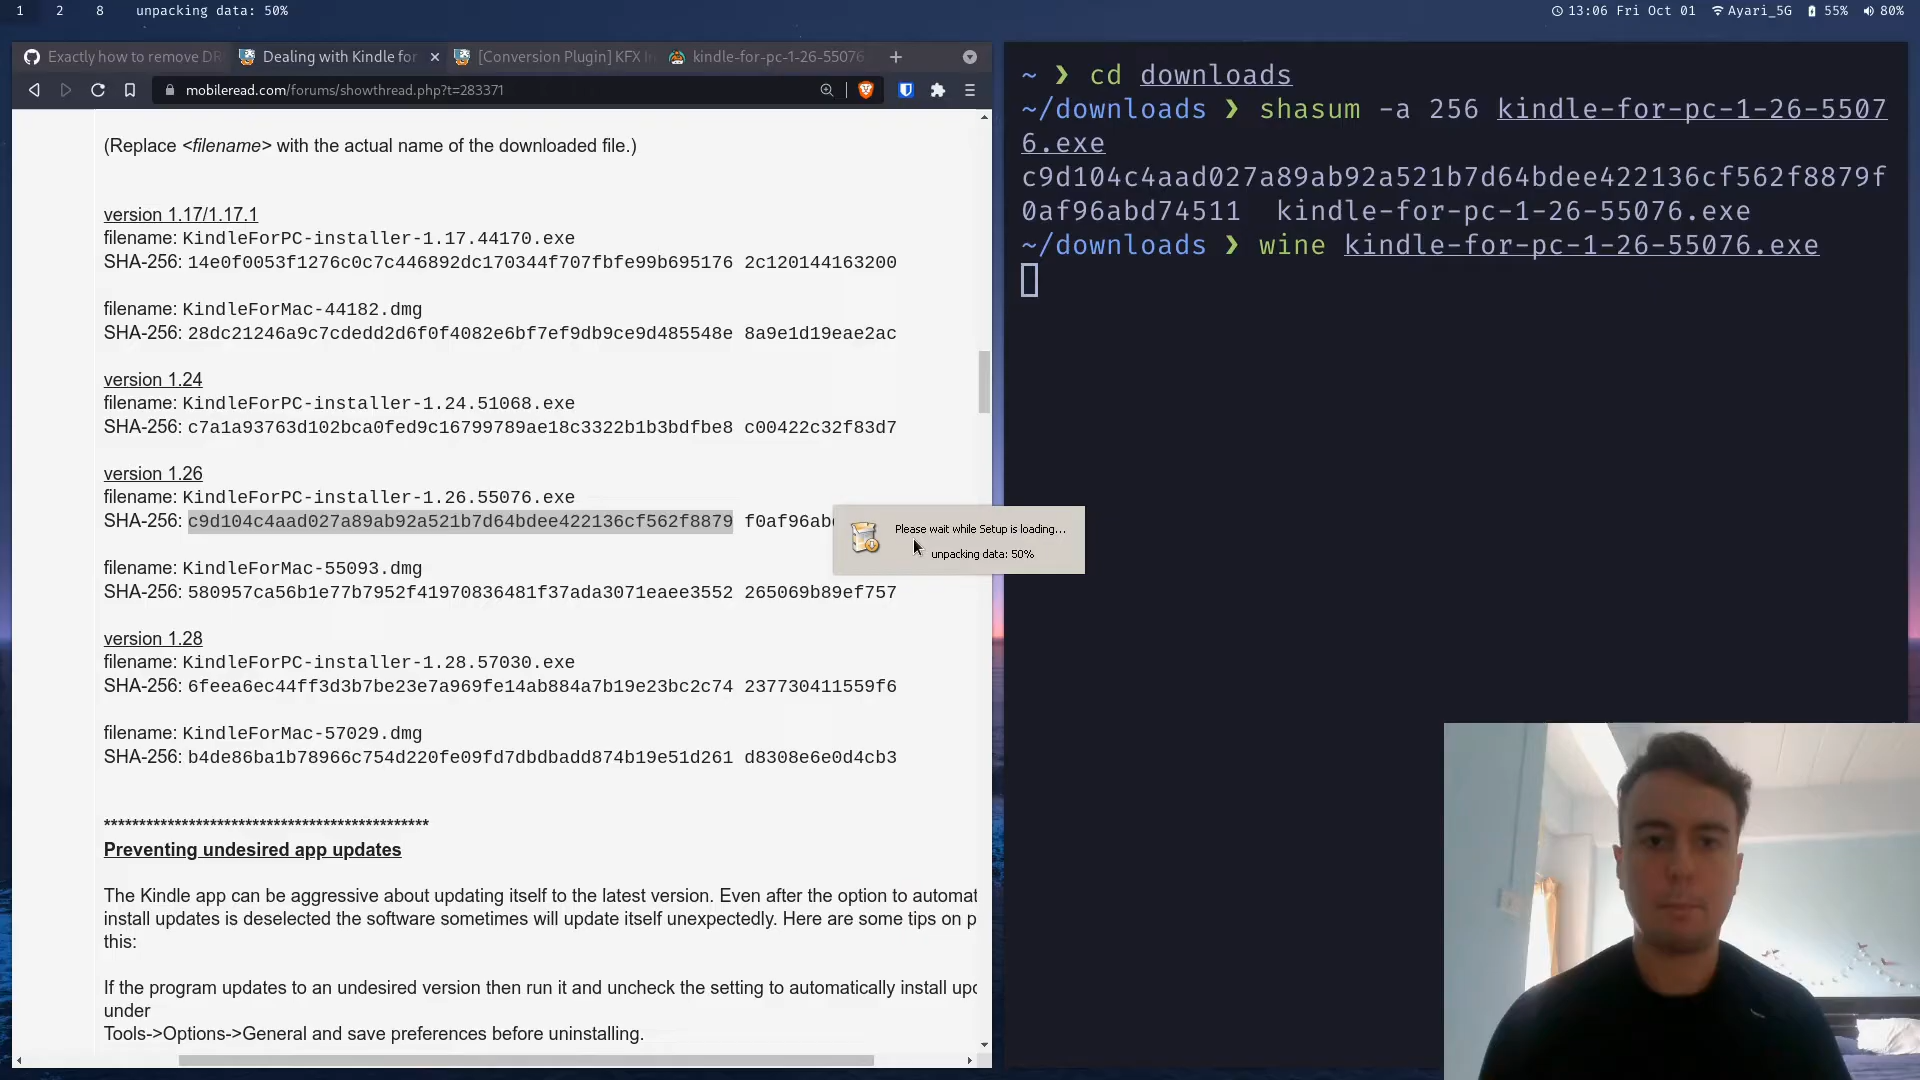 1 2 8 unpacking data: 50%
13:06 Fri Oct 01 Ayari_5G 55% 80%
Exactly how to remove DR
Dealing with Kindle for
[Conversion Plugin] KFX I
kindle-for-pc-1-26-55076
mobileread.com/forums/showthread.php?t=283371
(Replace <filename> with the actual name of the downloaded file.)
version 1.17/1.17.1
filename: KindleForPC-installer-1.17.44170.exe
SHA-256: 14e0f0053f1276c0c7c446892dc170344f707fbfe99b695176 2c120144163200
filename: KindleForMac-44182.dmg
SHA-256: 28dc21246a9c7cdedd2d6f0f4082e6bf7ef9db9ce9d485548e 8a9e1d19eae2ac
version 1.24
filename: KindleForPC-installer-1.24.51068.exe
SHA-256: c7a1a93763d102bca0fed9c16799789ae18c3322b1b3bdfbe8 c00422c32f83d7
version 1.26
filename: KindleForPC-installer-1.26.55076.exe
SHA-256: c9d104c4aad027a89ab92a521b7d64bdee422136cf562f8879 f0af96ab
filename: KindleForMac-55093.dmg
SHA-256: 580957ca56b1e77b7952f41970836481f37ada3071eaee3552 265069b89ef757
version 1.28
filename: KindleForPC-installer-1.28.57030.exe
SHA-256: 6feea6ec44ff3d3b7be23e7a969fe14ab884a7b19e23bc2c74 237730411559f6
filename: KindleForMac-57029.dmg
SHA-256: b4de86ba1b78966c754d220fe09fd7dbdbadd874b19e51d261 d8308e6e0d4cb3
**********************************************
Preventing undesired app updates
The Kindle app can be aggressive about updating itself to the latest version. Even after the option to automat
install updates is deselected the software sometimes will update itself unexpectedly. Here are some tips on p
this:
If the program updates to an undesired version then run it and uncheck the setting to automatically install upd
under
Tools->Options->General and save preferences before uninstalling.
Please wait while Setup is loading...
unpacking data: 50%
~ ❯ cd downloads
~/downloads ❯ shasum -a 256 kindle-for-pc-1-26-5507
6.exe
c9d104c4aad027a89ab92a521b7d64bdee422136cf562f8879f
0af96abd74511 kindle-for-pc-1-26-55076.exe
~/downloads ❯ wine kindle-for-pc-1-26-55076.exe